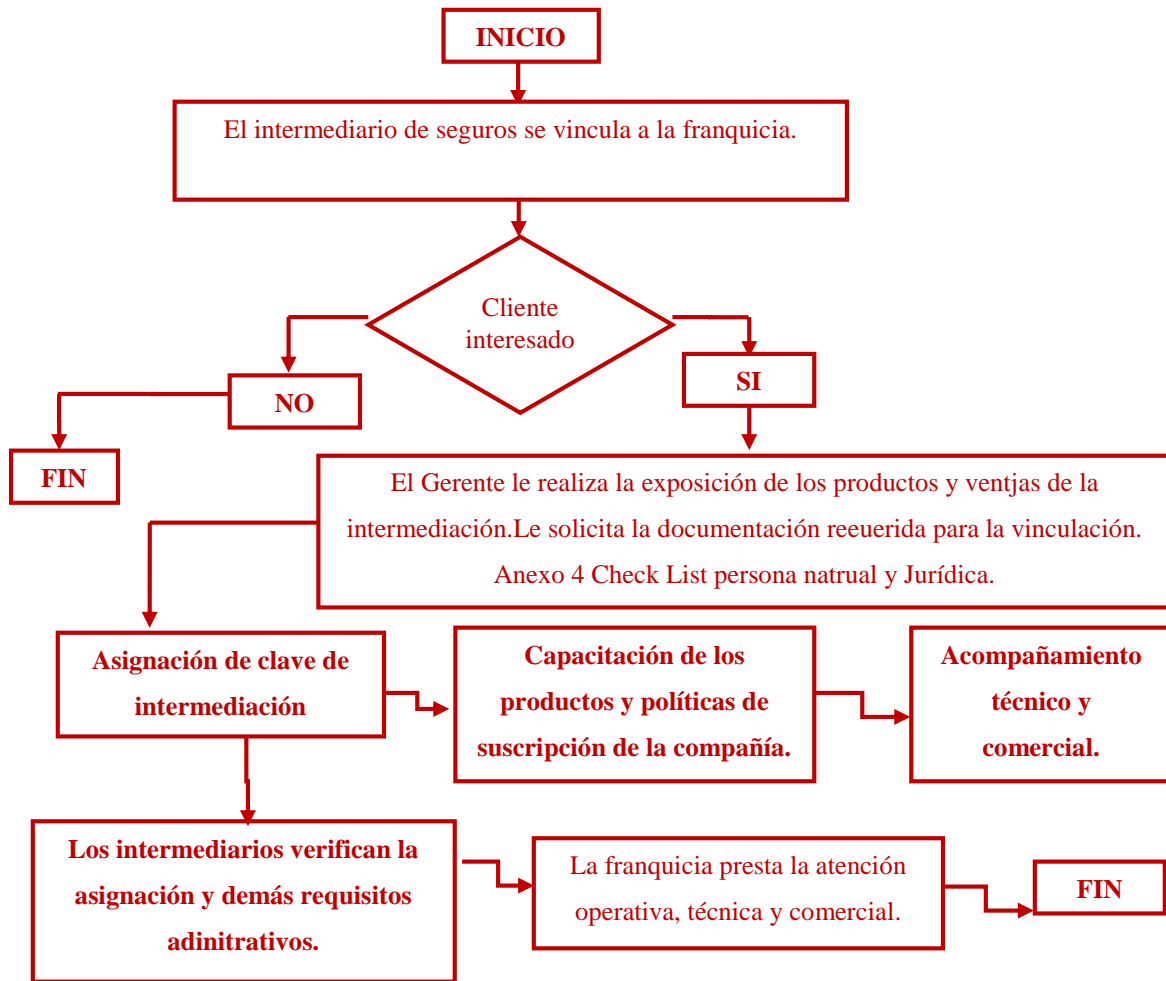 INICIO
El intermediario de seguros se vincula a la franquicia.
Cliente
interesado
NO
SI
FIN
El Gerente le realiza la exposición de los productos y ventjas de la
intermediación.Le solicita la documentación reeuerida para la vinculación.
Anexo 4 Check List persona natrual y Jurídica.
Asignación de clave de
intermediación
Capacitación de los
productos y políticas de
suscripción de la compañía.
Acompañamiento
técnico y
comercial.
Los intermediarios verifican la
asignación y demás requisitos
adinitrativos.
La franquicia presta la atención
operativa, técnica y comercial.
FIN